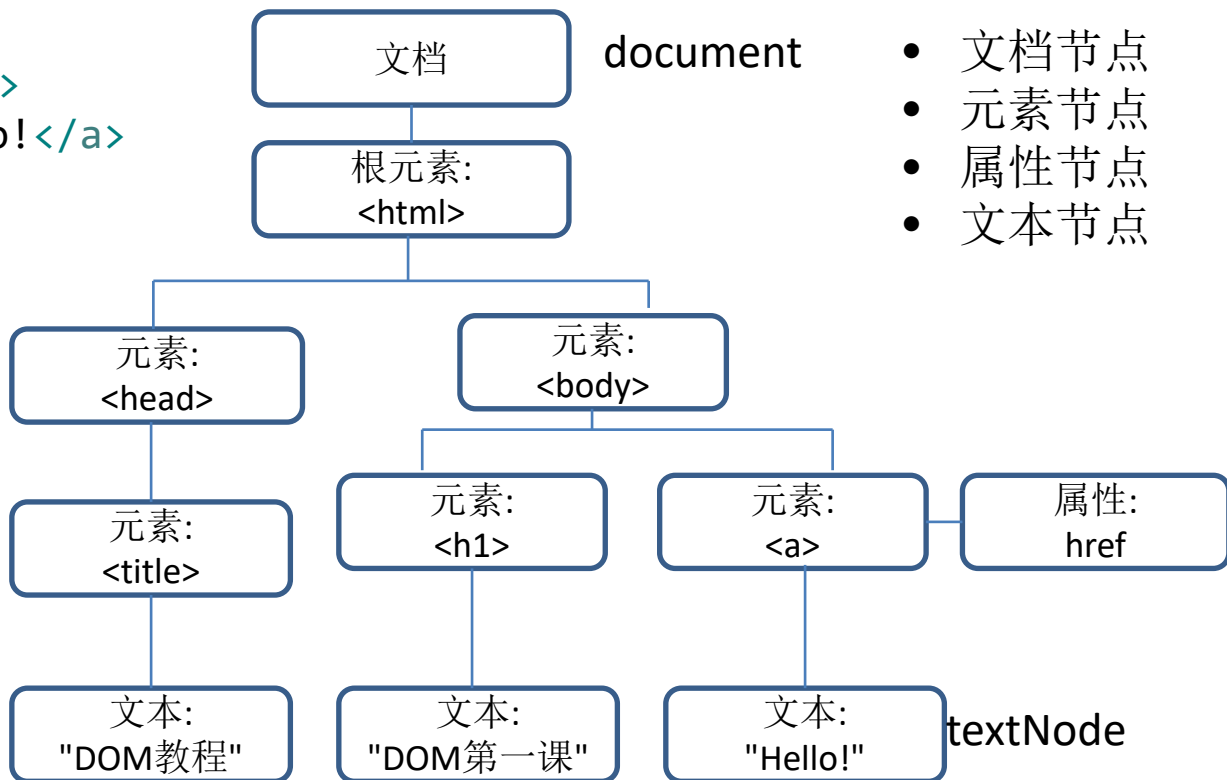 >
o!</a>
文档
document
• 文档节点
• 元素节点
• 属性节点
• 文本节点
根元素:
<html>
元素:
<head>
元素:
<body>
元素:
<title>
元素:
<h1>
元素:
<a>
属性:
href
文本:
"DOM教程"
文本:
"DOM第一课"
文本:
"Hello!"
textNode